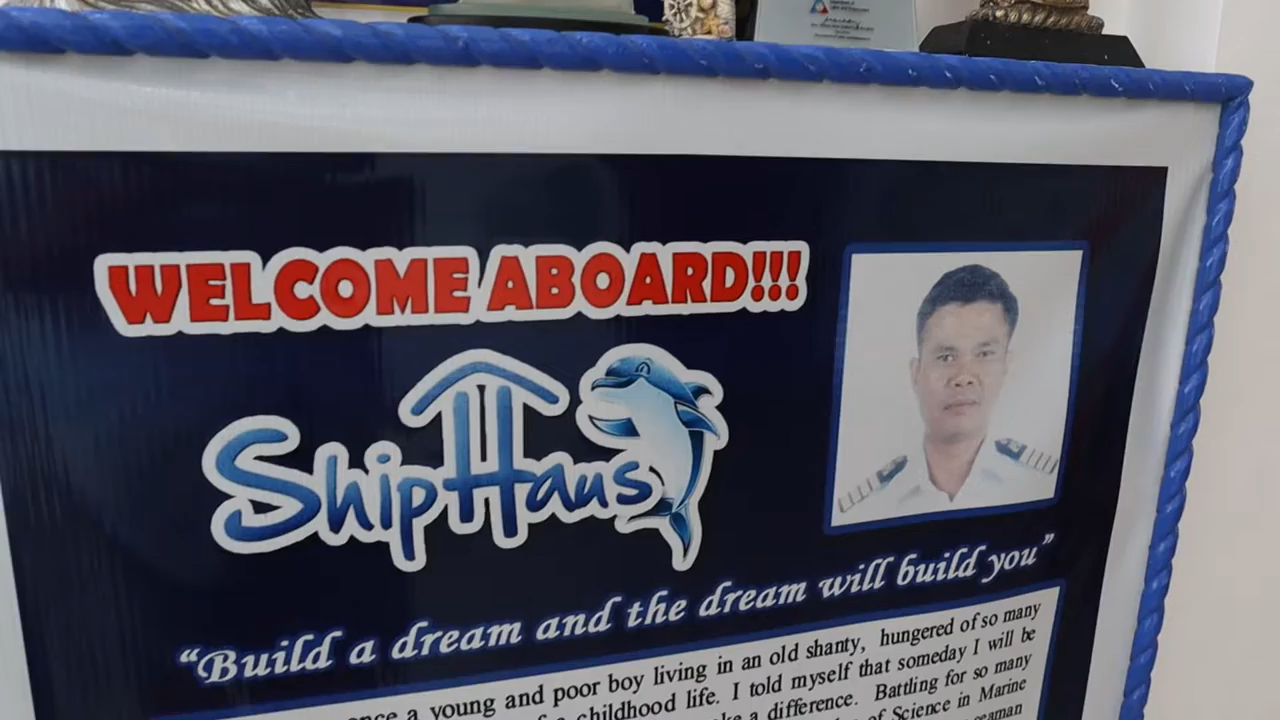 WELCOME ABOARD!!!
ShipHaus
“Build a dream and the dream will build you”
a young and poor boy living in an old shanty, hungered of so many
childhood life. I told myself that someday I will be
a difference. Battling for so many
of Science in Marine
seaman